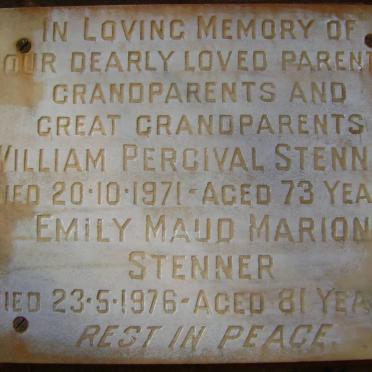 IN LOVING MEMORY OF
OUR DEARLY LOVED PARENT
GRANDPARENTS AND
GREAT GRANDPARENTS
WILLIAM PERCIVAL STENN
IED 20·10·1971-AGED 73 YEA
EMILY MAUD MARION
STENNER
IED 23·5·1976-AGED 81 YEA
REST IN PEACE.